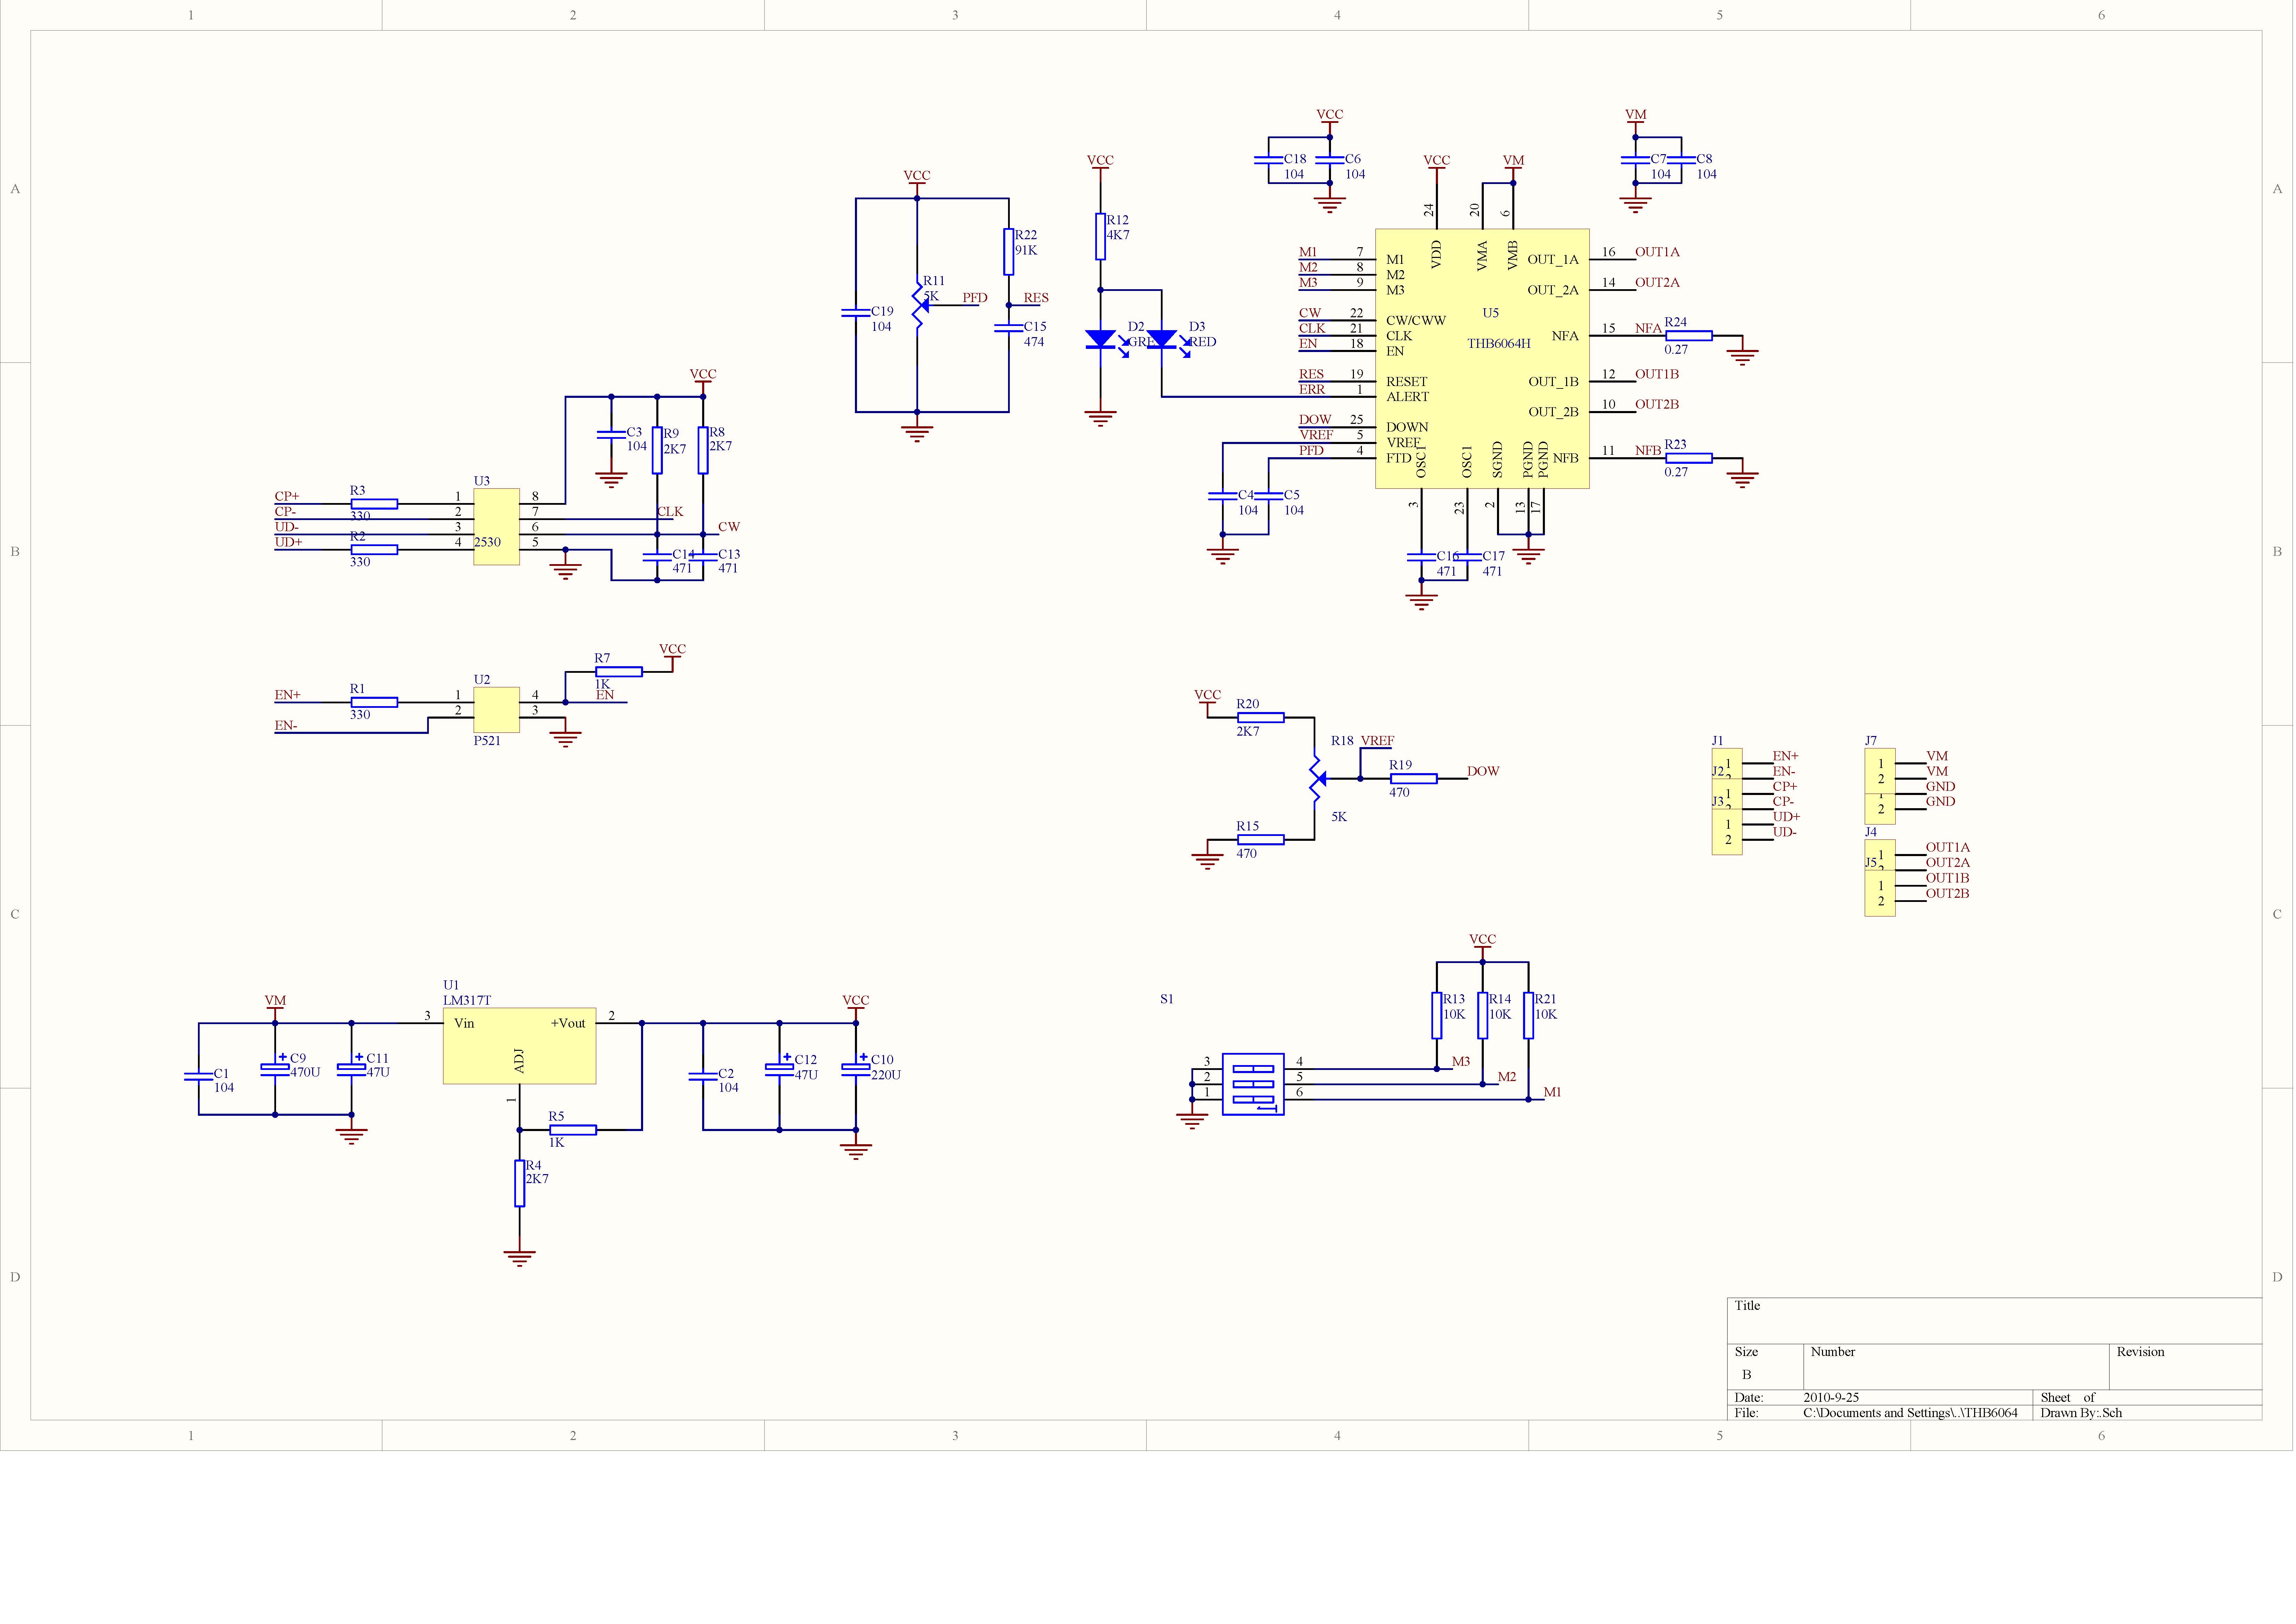 1 2 3 4 5 6
A A
B B
C C
D D
VCC
C19
104
R11
5K
PFD
R22
91K
RES
C15
474
VCC
R12
4K7
D2
GRE
D3
RED
VCC
C18
104
C6
104
VCC
VM
VM
C7
104
C8
104
24
20
6
VDD
VMA
VMB
U5
THB6064H
M1 7 M1
M2 8 M2
M3 9 M3
CW 22 CW/CWW
CLK 21 CLK
EN 18 EN
RES 19 RESET
ERR 1 ALERT
DOW 25 DOWN
VREF 5 VREF
PFD 4 FTD
OUT_1A 16 OUT1A
OUT_2A 14 OUT2A
NFA 15 NFA
R24
0.27
OUT_1B 12 OUT1B
OUT_2B 10 OUT2B
NFB 11 NFB
R23
0.27
OSC1
OSC1
SGND
PGND
PGND
3
23
2
13
17
C4
104
C5
104
C16
471
C17
471
VCC
C3
104
R9
2K7
R8
2K7
U3
2530
CP+
R3
330
1
CP-
2
UD-
3
UD+
R2
330
4
8
7 CLK
6 CW
5
C14
471
C13
471
VCC
R7
1K
EN
U2
P521
EN+
R1
330
1
EN-
2
4
3
VCC
R20
2K7
R18
5K
VREF
R19
470
DOW
R15
470
J1
1 EN+
2 EN-
J2
1 CP+
2 CP-
J3
1 UD+
2 UD-
J7
1 VM
2 VM
1 GND
2 GND
J4
1 OUT1A
2 OUT2A
J5
1 OUT1B
2 OUT2B
VM
C1
104
C9
470U
C11
47U
U1
LM317T
3 Vin
+Vout 2
ADJ
1
R5
1K
R4
2K7
VCC
C2
104
C12
47U
C10
220U
S1
VCC
R13
10K
R14
10K
R21
10K
3 4 M3
2 5 M2
1 6 M1
Title
Size
B
Number
Revision
Date: 2010-9-25 Sheet of
File: C:\Documents and Settings\..\THB6064 Drawn By:.Sch
1 2 3 4 5 6